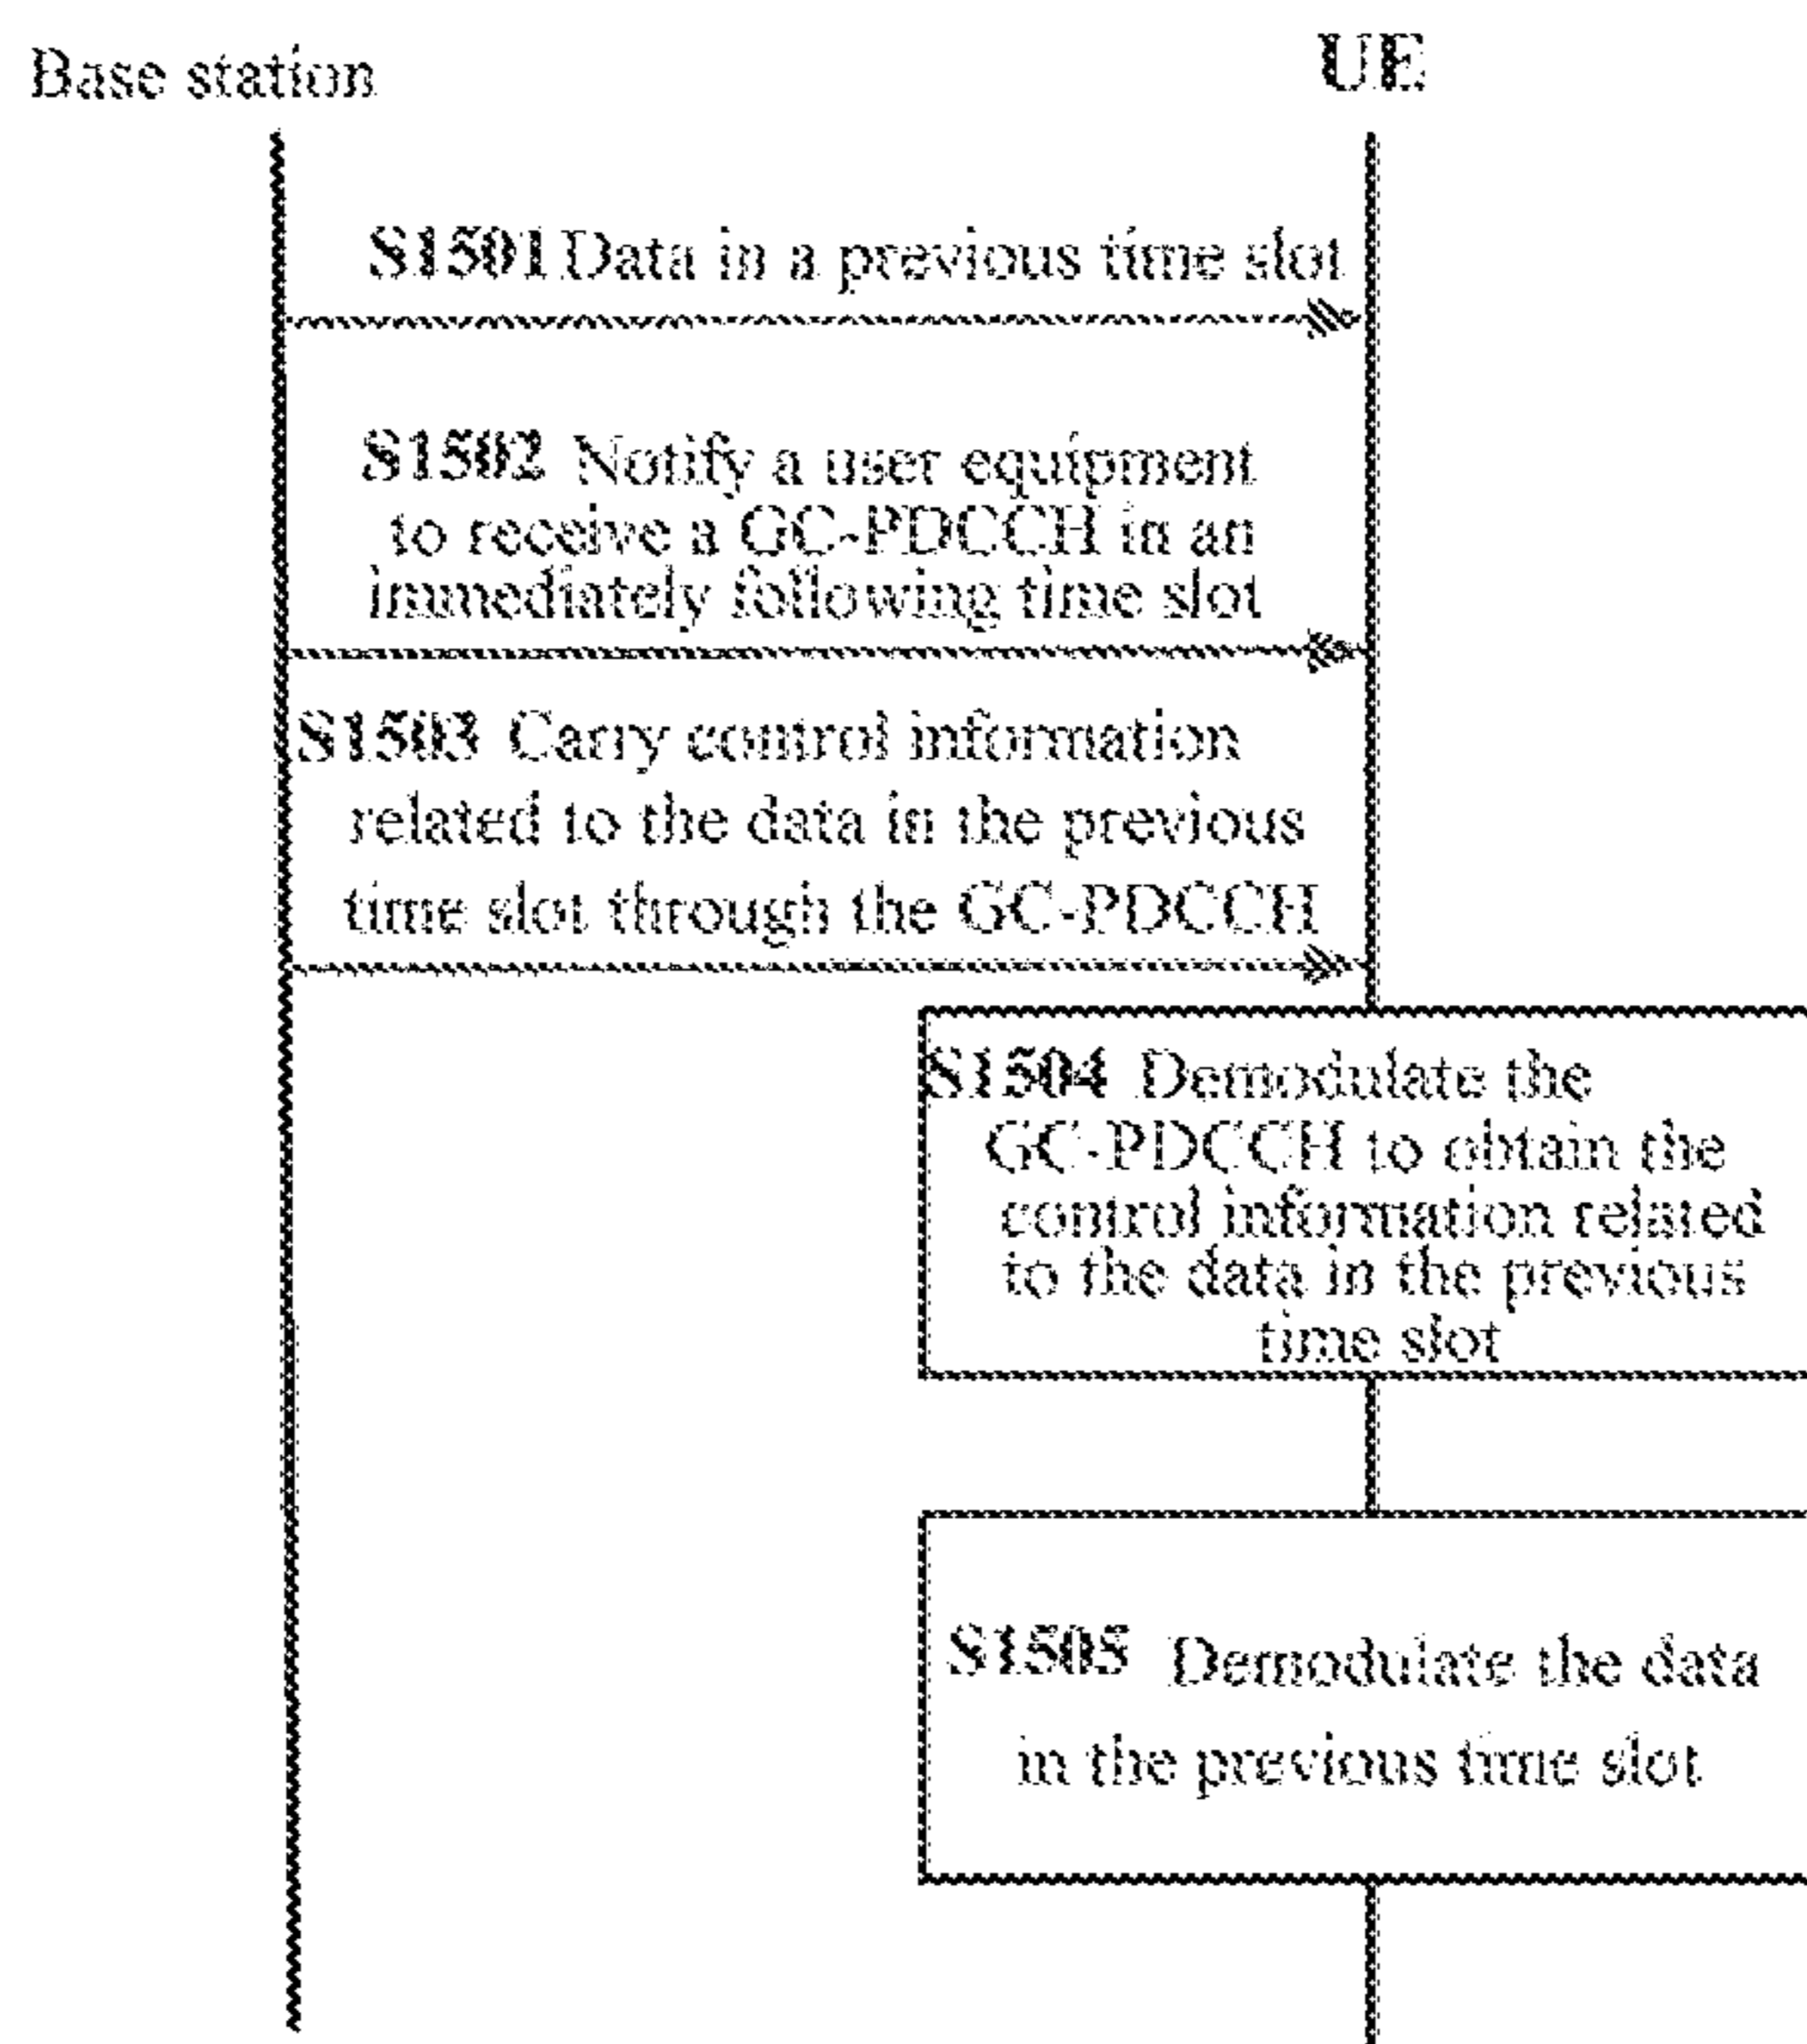 Base station
UE
S1501 Data in a previous time slot
S1502 Notify a user equipment
to receive a GC-PDCCH in an
immediately following time slot
S1503 Carry control information
related to the data in the previous
time slot through the GC-PDCCH
S1504 Demodulate the
GC-PDCCH to obtain the
control information related
to the data in the previous
time slot
S1505 Demodulate the data
in the previous time slot